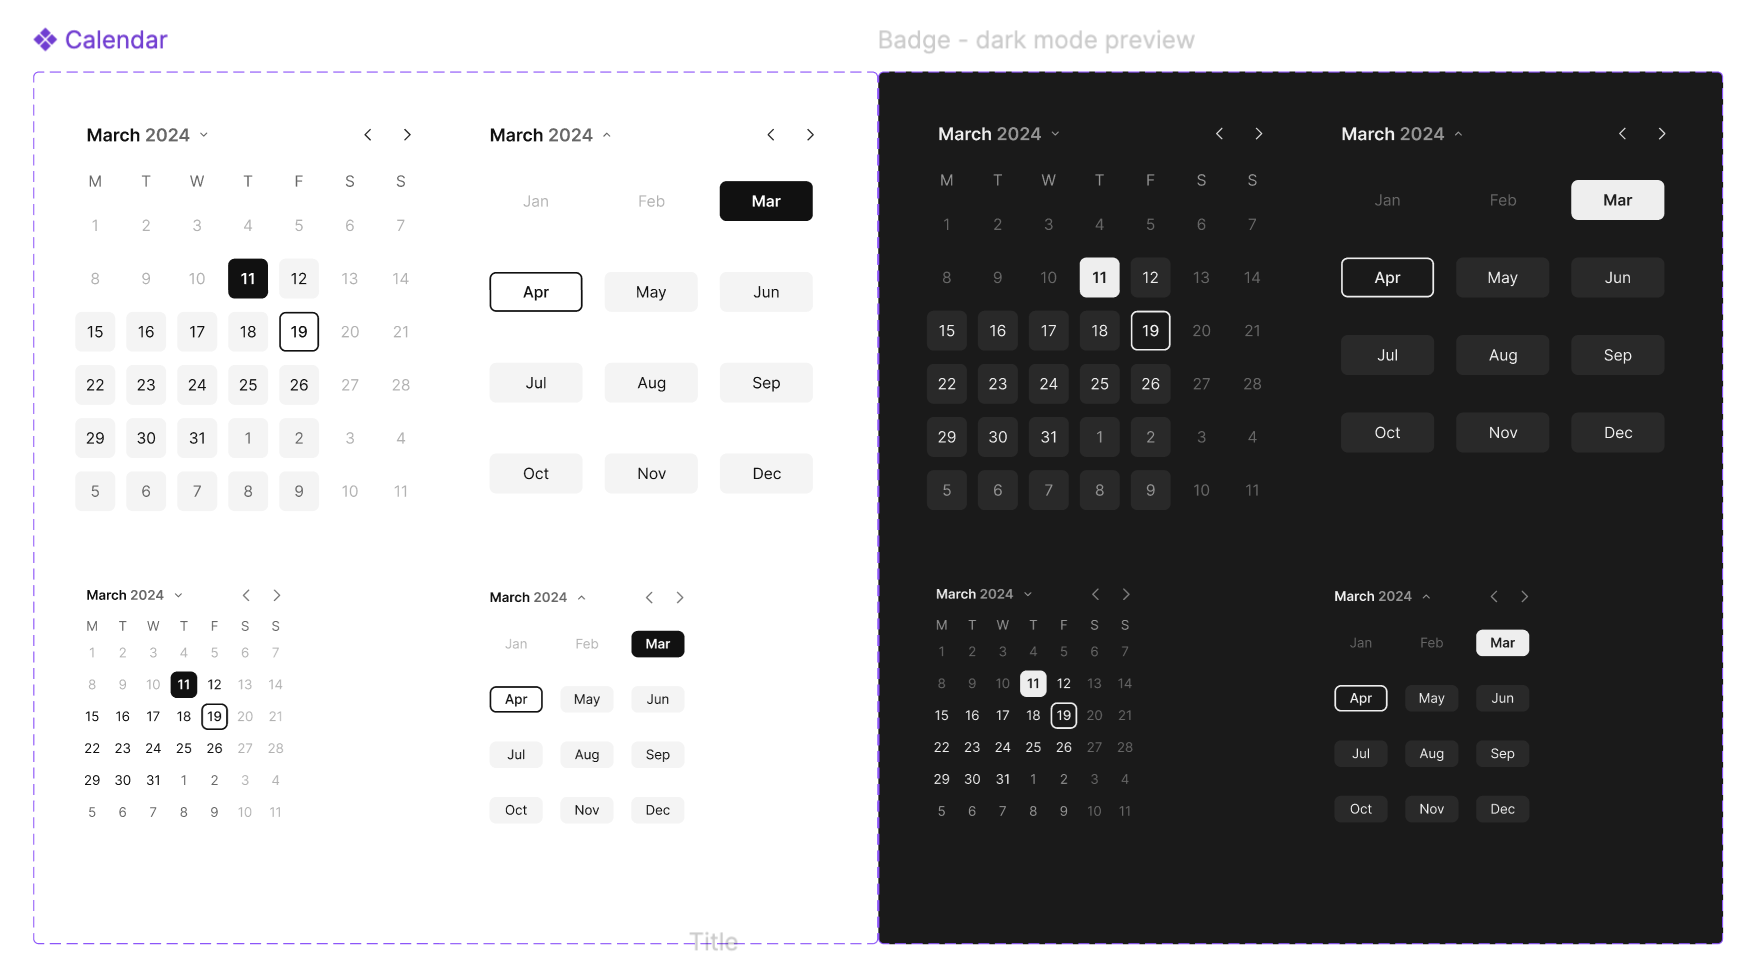 Calendar
Badge - dark mode preview
March 2024
M T W T F S S
1 2 3 4 5 6 7
8 9 10 11 12 13 14
15 16 17 18 19 20 21
22 23 24 25 26 27 28
29 30 31 1 2 3 4
5 6 7 8 9 10 11
March 2024
Jan Feb Mar
Apr May Jun
Jul Aug Sep
Oct Nov Dec
March 2024
M T W T F S S
1 2 3 4 5 6 7
8 9 10 11 12 13 14
15 16 17 18 19 20 21
22 23 24 25 26 27 28
29 30 31 1 2 3 4
5 6 7 8 9 10 11
March 2024
Jan Feb Mar
Apr May Jun
Jul Aug Sep
Oct Nov Dec
March 2024
M T W T F S S
1 2 3 4 5 6 7
8 9 10 11 12 13 14
15 16 17 18 19 20 21
22 23 24 25 26 27 28
29 30 31 1 2 3 4
5 6 7 8 9 10 11
March 2024
Jan Feb Mar
Apr May Jun
Jul Aug Sep
Oct Nov Dec
March 2024
M T W T F S S
1 2 3 4 5 6 7
8 9 10 11 12 13 14
15 16 17 18 19 20 21
22 23 24 25 26 27 28
29 30 31 1 2 3 4
5 6 7 8 9 10 11
March 2024
Jan Feb Mar
Apr May Jun
Jul Aug Sep
Oct Nov Dec
Title